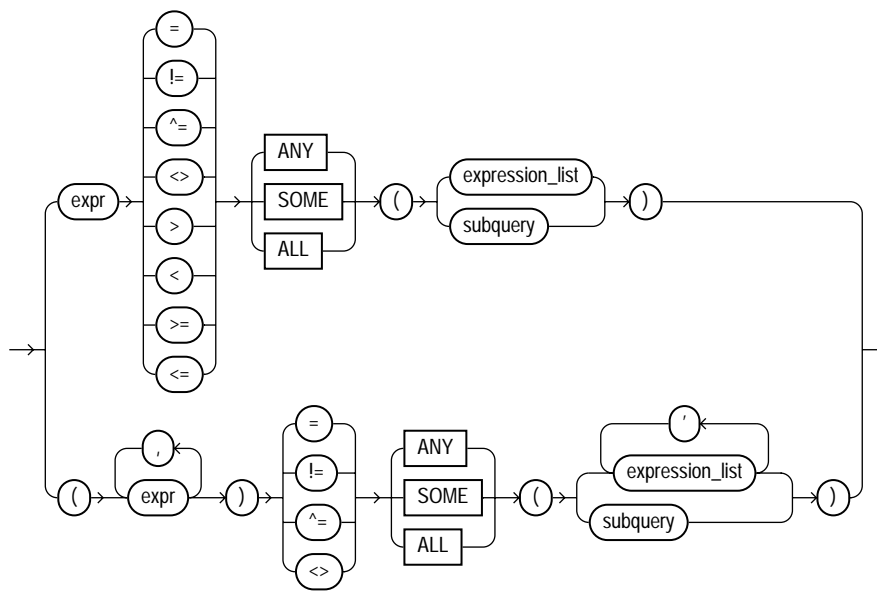 =
!=
^=
<>
>
<
>=
<=
expr
ANY
SOME
ALL
(
expression_list
subquery
)
(
,
expr
)
=
!=
^=
<>
ANY
SOME
ALL
(
,
expression_list
subquery
)